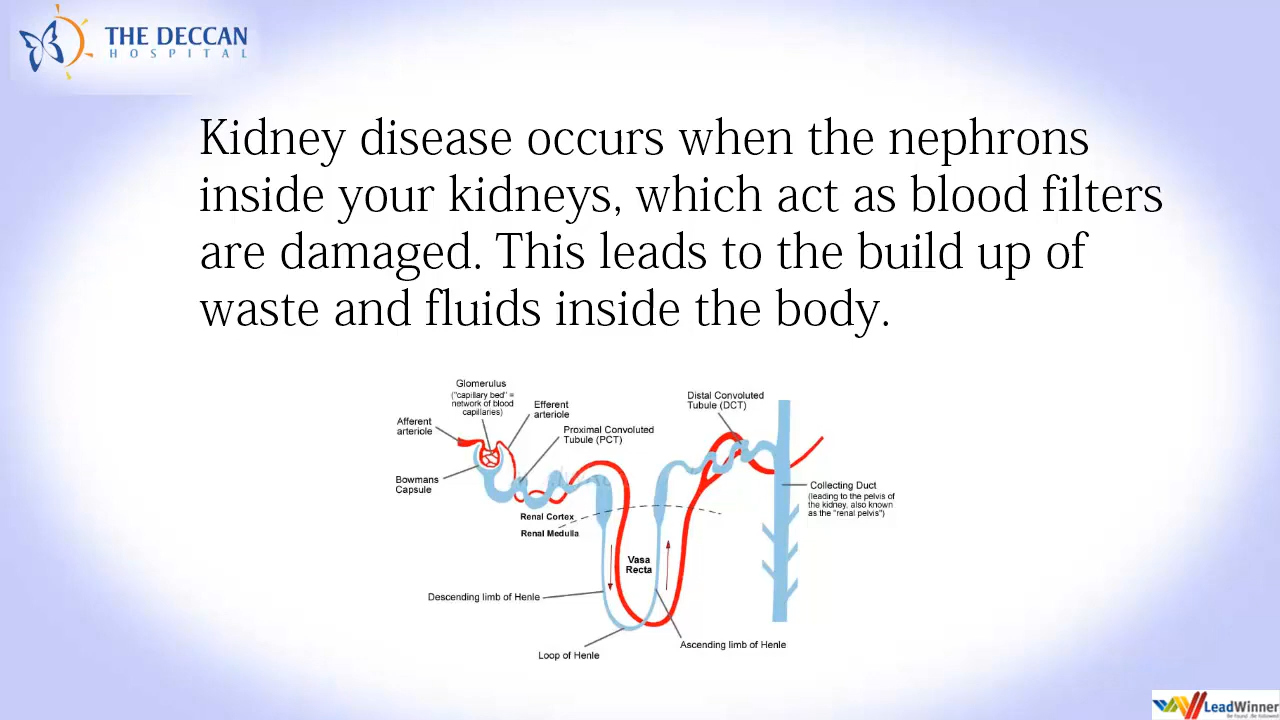 THE DECCAN
HOSPITAL
Kidney disease occurs when the nephrons
inside your kidneys, which act as blood filters
are damaged. This leads to the build up of
waste and fluids inside the body.
Glomerulus
("capillary bed" =
network of blood
capillaries)
Efferent
arteriole
Afferent
arteriole
Proximal Convoluted
Tubule (PCT)
Distal Convoluted
Tubule (DCT)
Bowmans
Capsule
Collecting Duct
(leading to the pelvis of
the kidney, also known
as the "renal pelvis")
Renal Cortex
Renal Medulla
Vasa
Recta
Descending limb of Henle
Ascending limb of Henle
Loop of Henle
LeadWinner